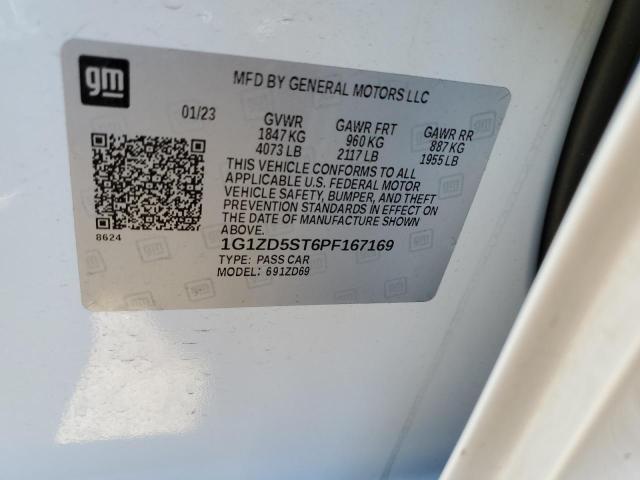 gm
MFD BY GENERAL MOTORS LLC
01/23 GVWR GAWR FRT GAWR RR
1847 KG 960 KG 887 KG
4073 LB 2117 LB 1955 LB
THIS VEHICLE CONFORMS TO ALL
APPLICABLE U.S. FEDERAL MOTOR
VEHICLE SAFETY, BUMPER, AND THEFT
PREVENTION STANDARDS IN EFFECT ON
THE DATE OF MANUFACTURE SHOWN
ABOVE.
8624
1G1ZD5ST6PF167169
TYPE: PASS CAR
MODEL: 691ZD69